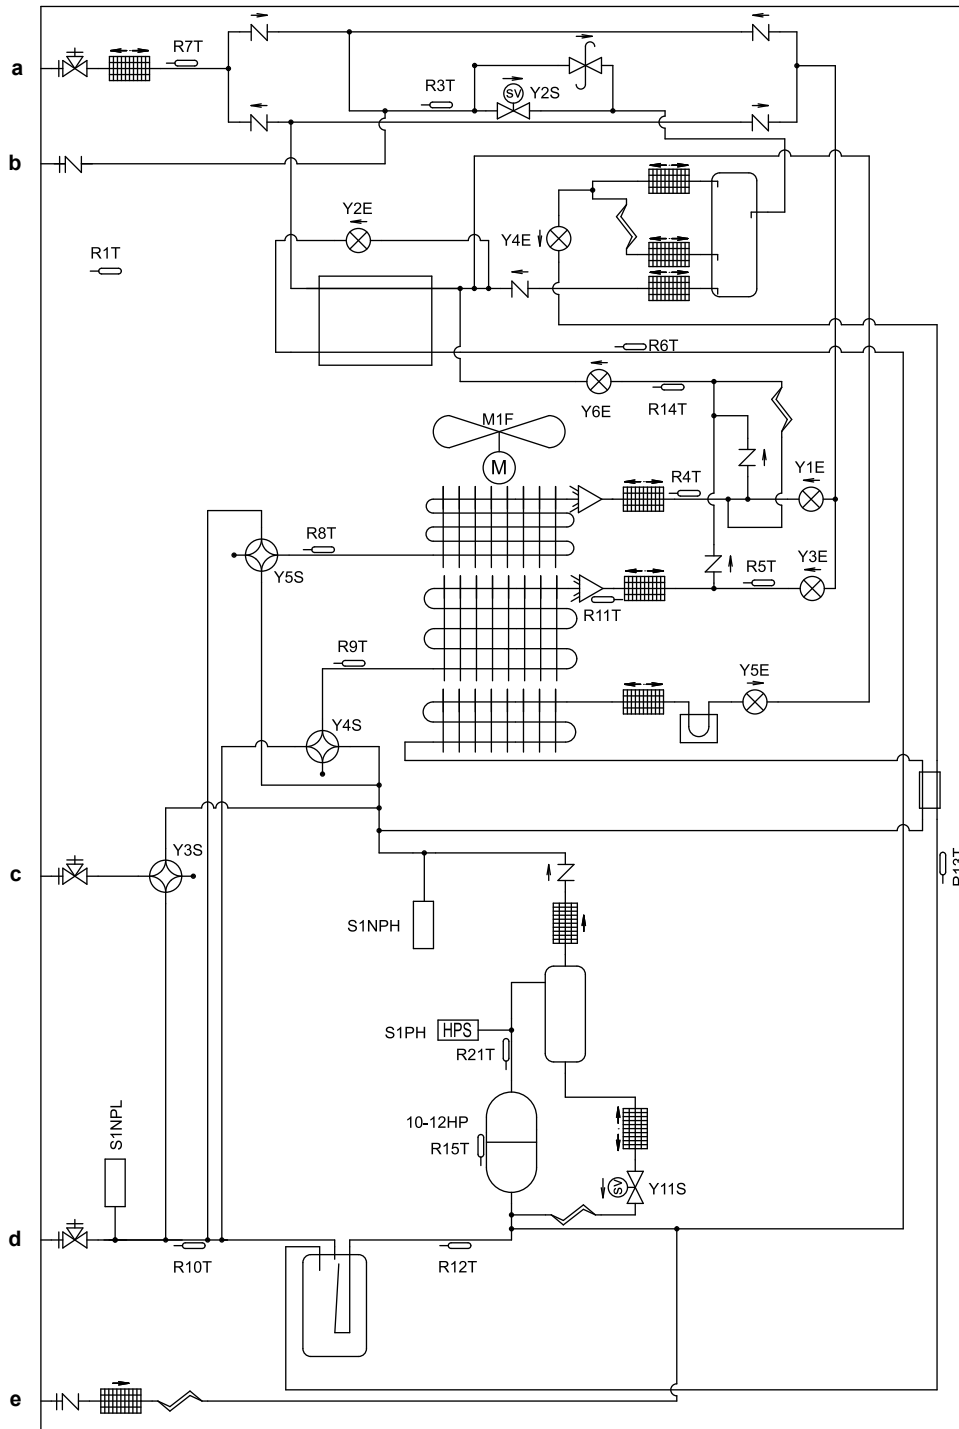 R7T
a
R3T
SV
Y2S
b
Y2E
Y4E
R1T
R6T
Y6E
R14T
M1F
M
R4T
Y1E
R8T
Y5S
R5T
Y3E
R11T
R9T
Y5E
Y4S
Y3S
c
R13T
S1NPH
S1PH
HPS
R21T
10-12HP
R15T
S1NPL
SV
Y11S
d
R10T
R12T
e